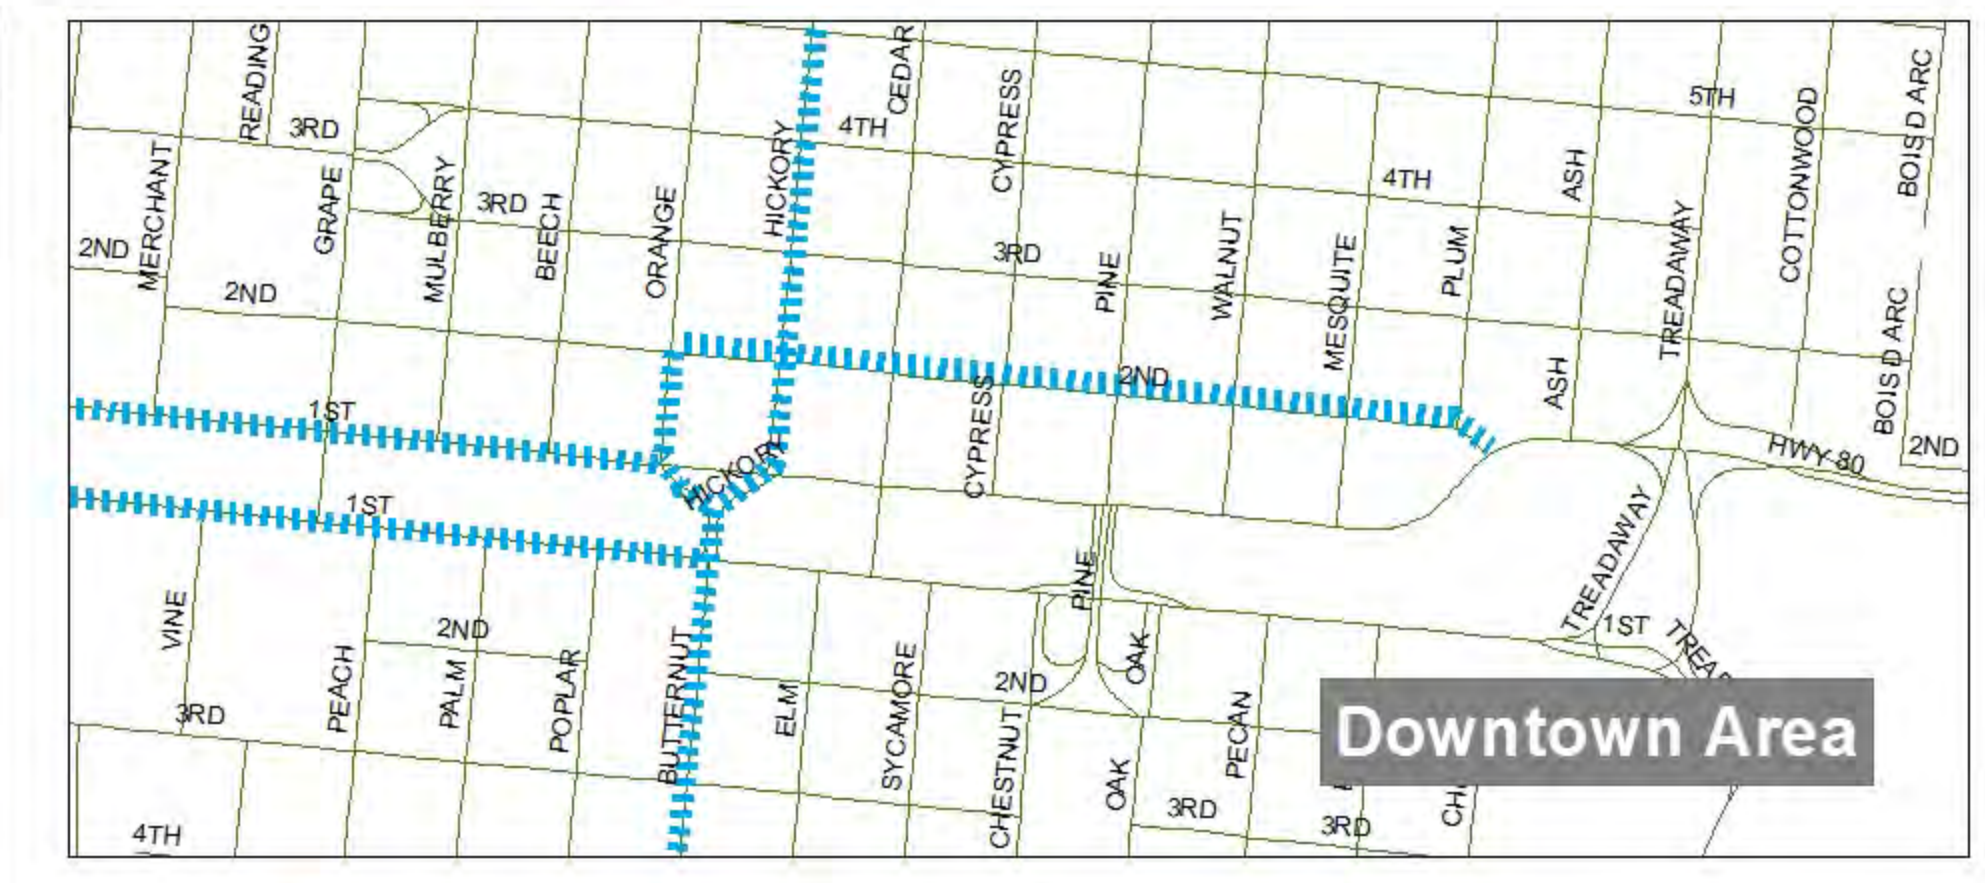 READING
CEDAR
5TH
COTTONWOOD
BOIS D ARC
3RD
HICKORY
4TH
CYPRESS
MERCHANT
GRAPE
MULBERRY
3RD
BEECH
ORANGE
4TH
ASH
2ND
2ND
3RD
PINE
WALNUT
MESQUITE
PLUM
TREADAWAY
BOIS D ARC
1ST
2ND
CYPRESS
ASH
HWY 80
2ND
1ST
HICKORY
PINE
TREADAWAY
1ST
VINE
PEACH
2ND
PALM
POPLAR
BUTTERNUT
ELM
SYCAMORE
2ND
OAK
PECAN
Downtown Area
3RD
CHESTNUT
OAK
3RD
3RD
4TH